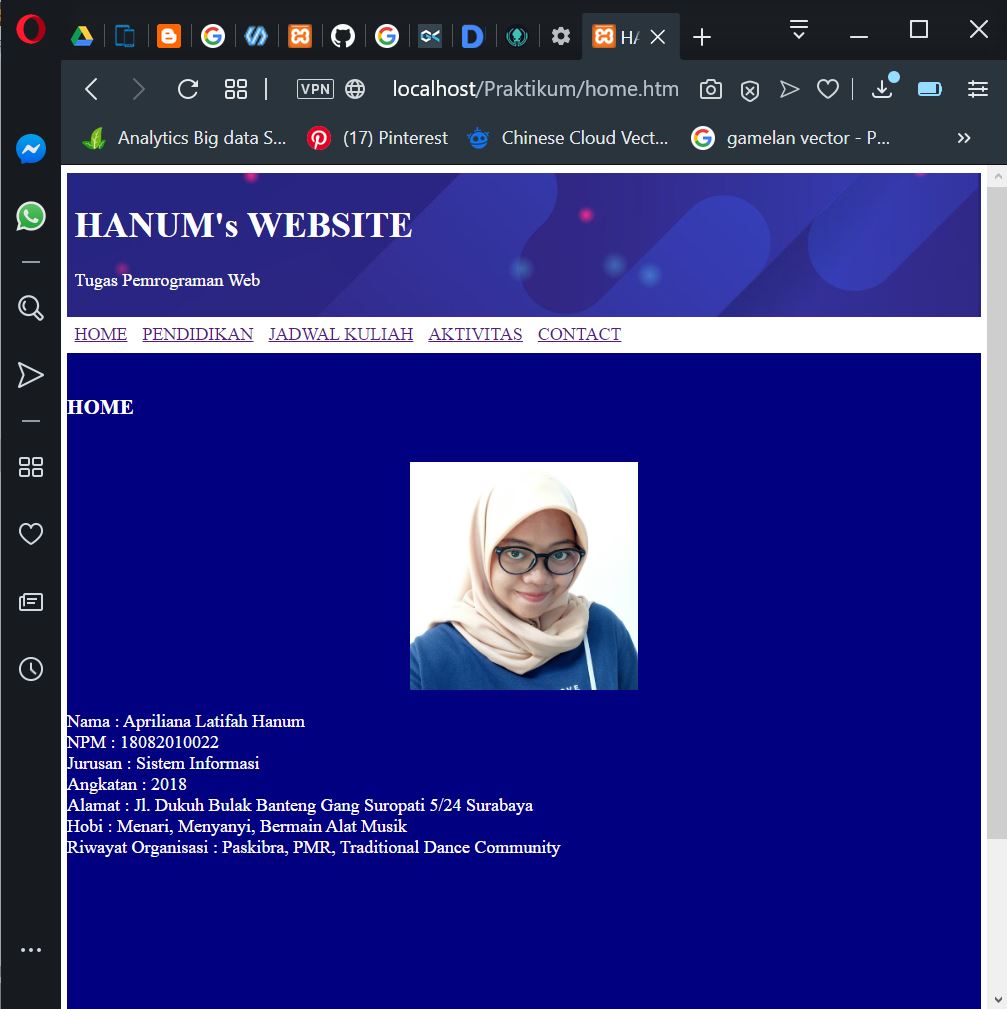 H
VPN
localhost/Praktikum/home.htm
Analytics Big data S... (17) Pinterest Chinese Cloud Vect... gamelan vector - P...
HANUM's WEBSITE
Tugas Pemrograman Web
HOME PENDIDIKAN JADWAL KULIAH AKTIVITAS CONTACT
HOME
Nama : Apriliana Latifah Hanum
NPM : 18082010022
Jurusan : Sistem Informasi
Angkatan : 2018
Alamat : Jl. Dukuh Bulak Banteng Gang Suropati 5/24 Surabaya
Hobi : Menari, Menyanyi, Bermain Alat Musik
Riwayat Organisasi : Paskibra, PMR, Traditional Dance Community